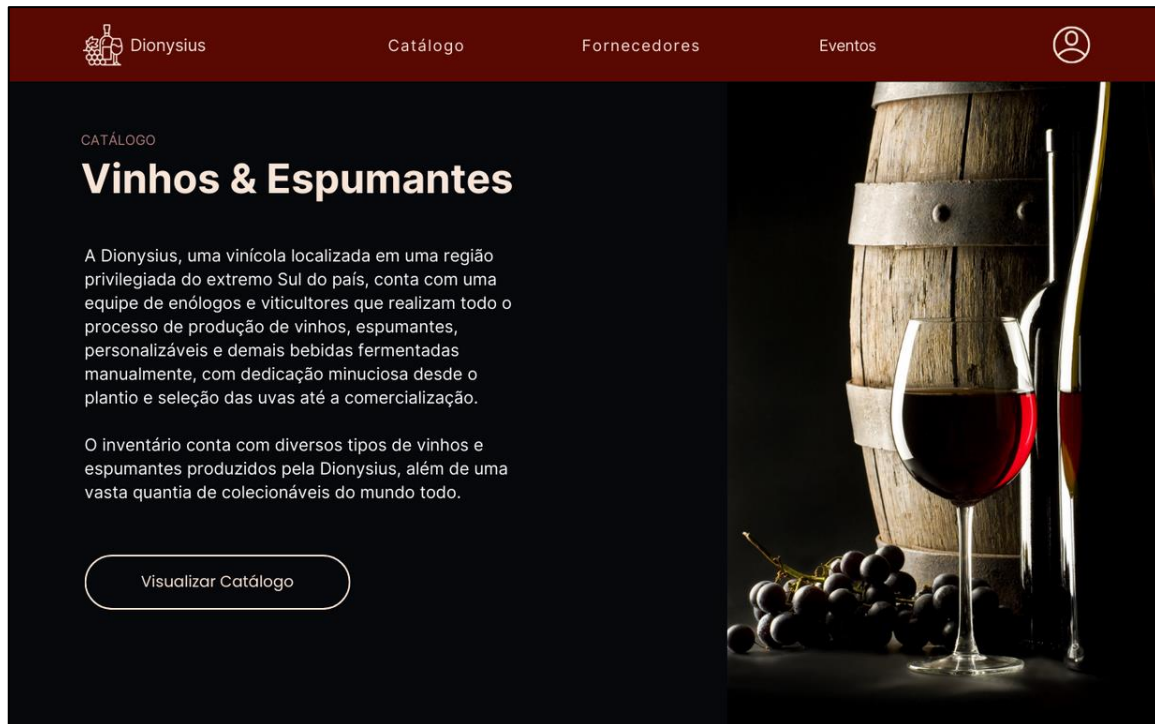 Dionysius
Catálogo
Fornecedores
Eventos
CATÁLOGO
Vinhos & Espumantes
A Dionysius, uma vinícola localizada em uma região
privilegiada do extremo Sul do país, conta com uma
equipe de enólogos e viticultores que realizam todo o
processo de produção de vinhos, espumantes,
personalizáveis e demais bebidas fermentadas
manualmente, com dedicação minuciosa desde o
plantio e seleção das uvas até a comercialização.
O inventário conta com diversos tipos de vinhos e
espumantes produzidos pela Dionysius, além de uma
vasta quantia de colecionáveis do mundo todo.
Visualizar Catálogo